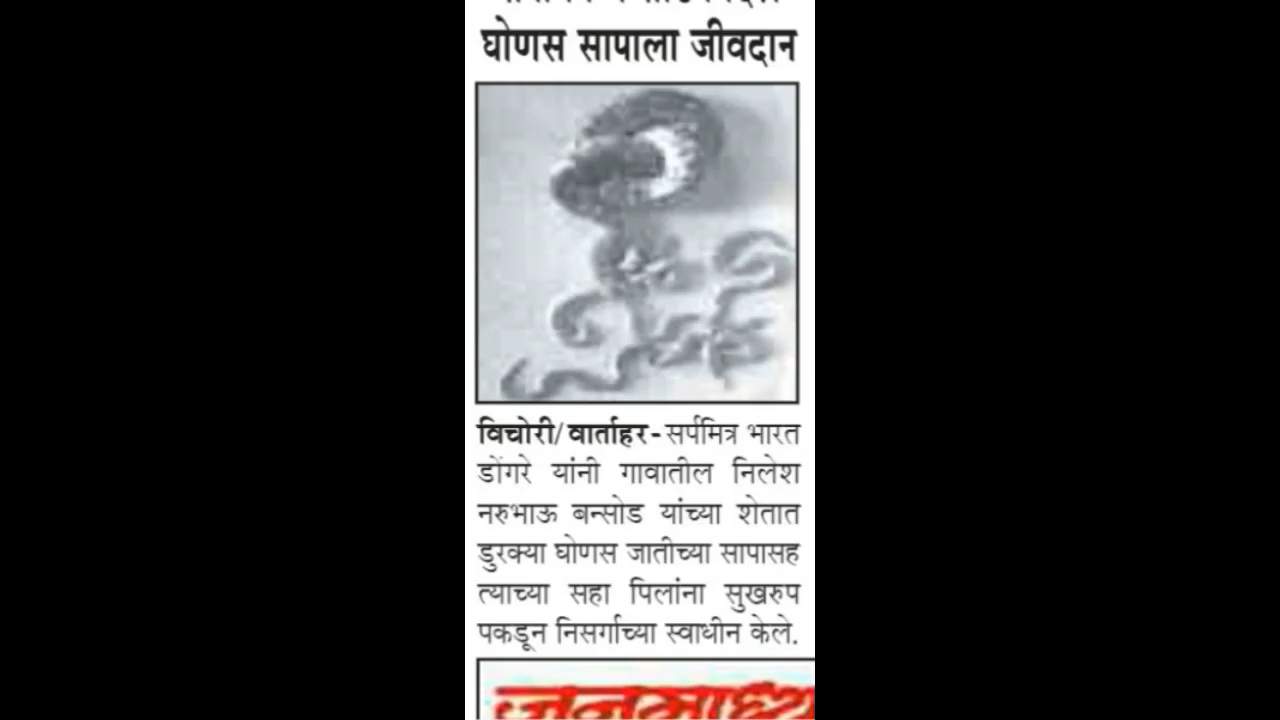 घोणस सापाला जीवदान
विचोरी/ वार्ताहर - सर्पमित्र भारत
डोंगरे यांनी गावातील निलेश
नरुभाऊ बन्सोड यांच्या शेतात
डुरक्या घोणस जातीच्या सापासह
त्याच्या सहा पिलांना सुखरुप
पकडून निसर्गाच्या स्वाधीन केले.